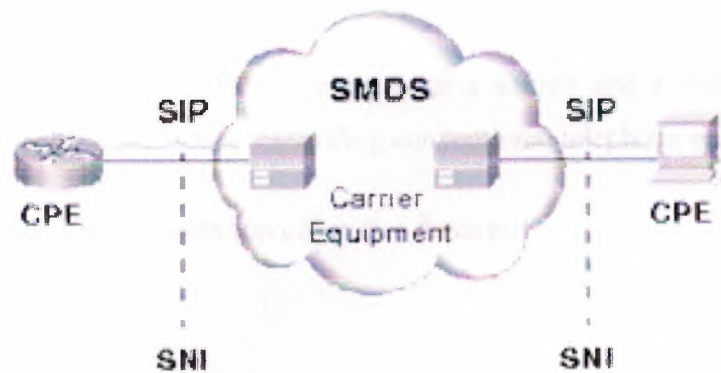 SMDS
SIP
SIP
CPE
Carrier
Equipment
CPE
SNI
SNI